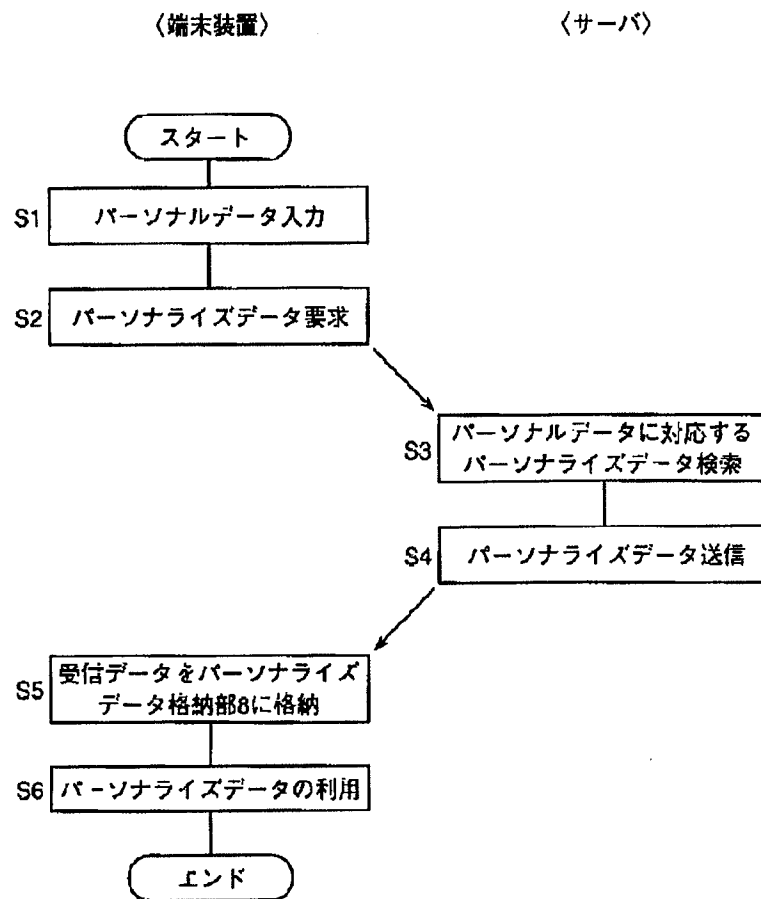 〈端末装置〉
〈サーバ〉
スタート
S1
パーソナルデータ入力
S2
パーソナライズデータ要求
S3
パーソナルデータに対応する
パーソナライズデータ検索
S4
パーソナライズデータ送信
S5
受信データをパーソナライズ
データ格納部8に格納
S6
パーソナライズデータの利用
エンド